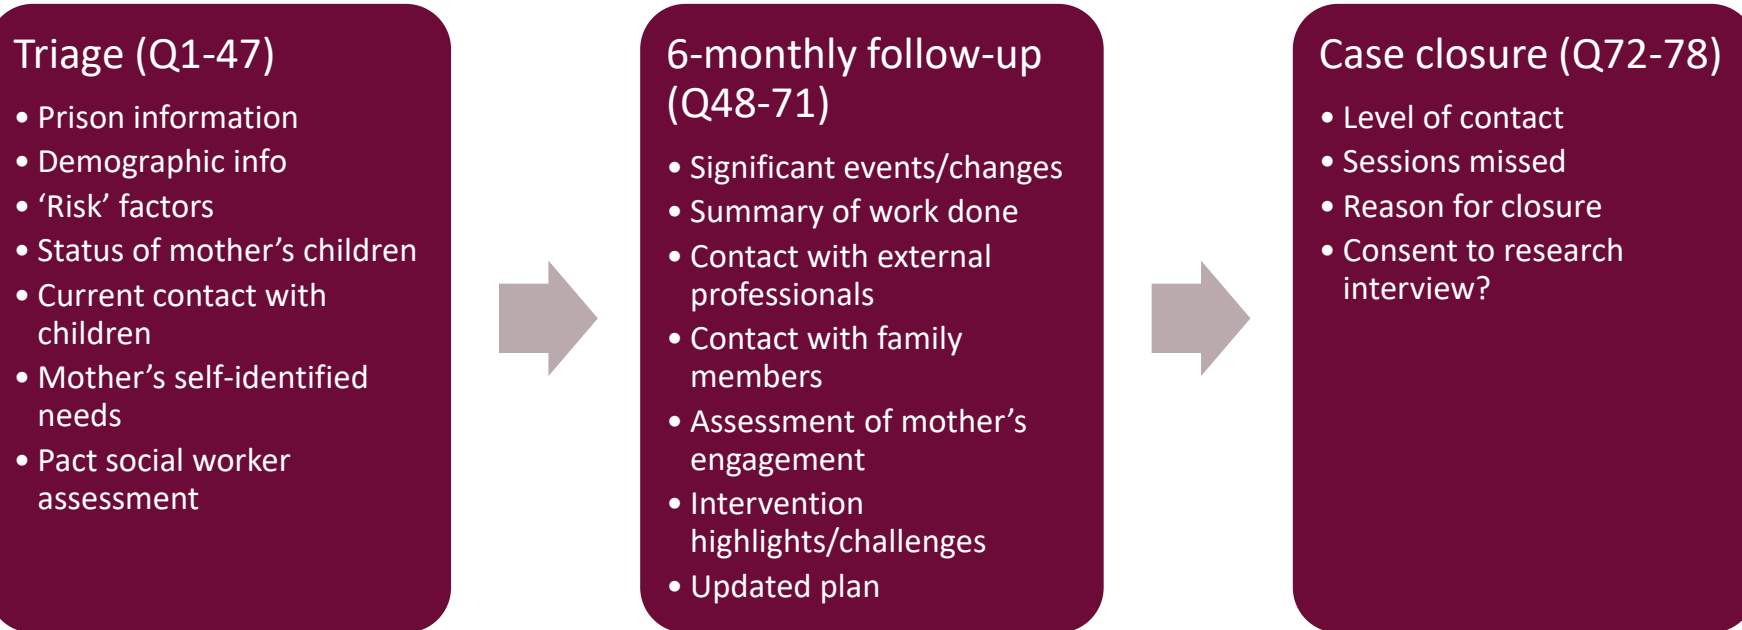 Triage (Q1-47)
• Prison information
• Demographic info
• ‘Risk’ factors
• Status of mother’s children
• Current contact with
children
• Mother’s self-identified
needs
• Pact social worker
assessment
6-monthly follow-up
(Q48-71)
• Significant events/changes
• Summary of work done
• Contact with external
professionals
• Contact with family
members
• Assessment of mother’s
engagement
• Intervention
highlights/challenges
• Updated plan
Case closure (Q72-78)
• Level of contact
• Sessions missed
• Reason for closure
• Consent to research
interview?